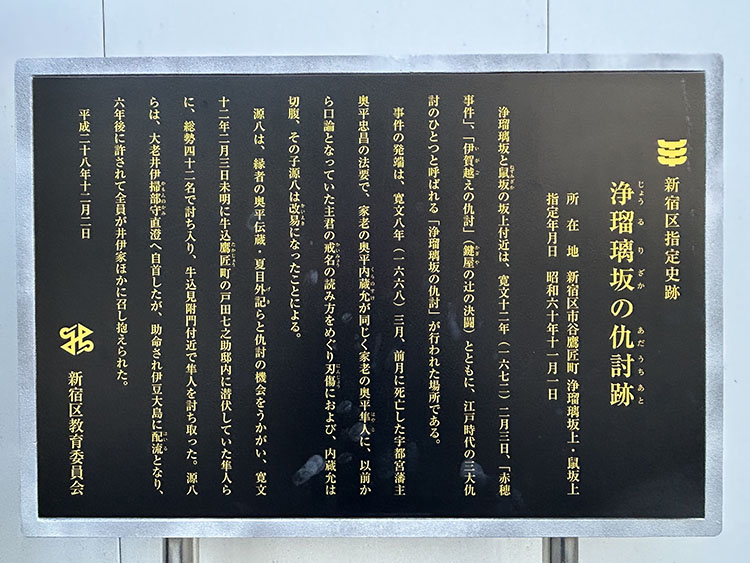 新宿区指定史跡
浄瑠璃坂の仇討跡
じょうるりざか あだうちあと
所在地 新宿区市谷鷹匠町 浄瑠璃坂上・鼠坂上
指定年月日 昭和六十年十一月一日
浄瑠璃坂と鼠坂の坂上付近は、寛文十二年（一六七二）二月三日、「赤穂
事件」、「伊賀越えの仇討」（鍵屋の辻の決闘）とともに、江戸時代の三大仇
討のひとつと呼ばれる「浄瑠璃坂の仇討」が行われた場所である。
事件の発端は、寛文八年（一六六八）三月、前月に死亡した宇都宮藩主
奥平忠昌の法要で、家老の奥平内蔵允が同じく家老の奥平隼人に、以前か
ら口論となっていた主君の戒名の読み方をめぐり刃傷におよび、内蔵允は
切腹、その子源八は改易になったことによる。
源八は、縁者の奥平伝蔵・夏目外記らと仇討の機会をうかがい、寛文
十二年二月三日未明に牛込鷹匠町の戸田七之助邸内に潜伏していた隼人ら
に、総勢四十二名で討ち入り、牛込見附門付近で隼人を討ち取った。源八
らは、大老井伊掃部守直澄へ自首したが、助命され伊豆大島に配流となり、
六年後に許されて全員が井伊家ほかに召し抱えられた。
平成二十八年十二月二日
新宿区教育委員会